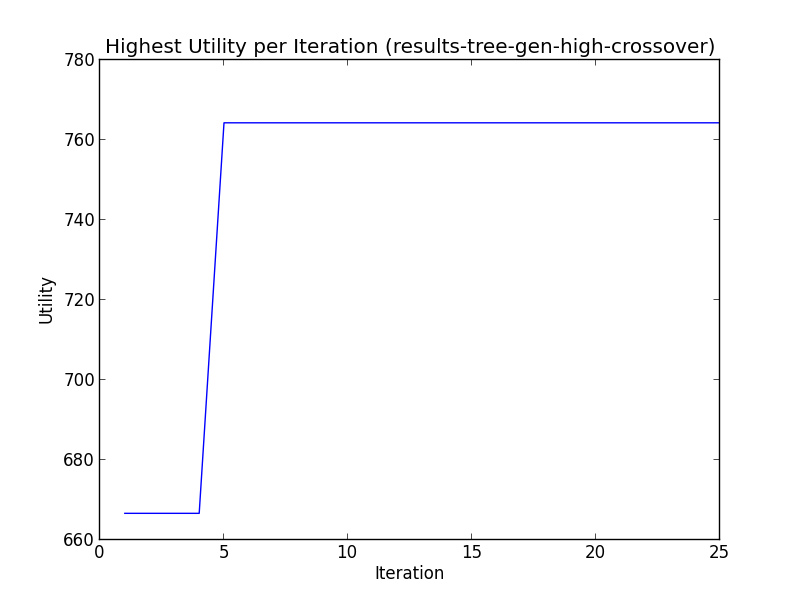 Highest Utility per Iteration (results-tree-gen-high-crossover)
780
760
740
720
700
680
660
Utility
0 5 10 15 20 25
Iteration